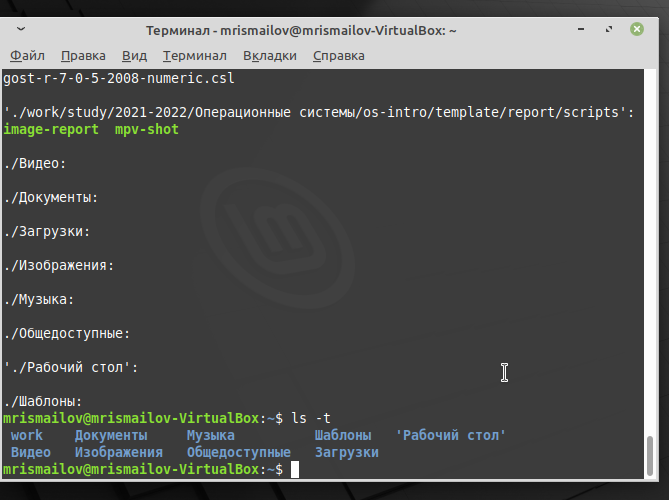 Терминал - mrismailov@mrismailov-VirtualBox: ~
Файл Правка Вид Терминал Вкладки Справка
gost-r-7-0-5-2008-numeric.csl
'./work/study/2021-2022/Операционные системы/os-intro/template/report/scripts':
image-report  mpv-shot
./Видео:
./Документы:
./Загрузки:
./Изображения:
./Музыка:
./Общедоступные:
'./Рабочий стол':
./Шаблоны:
mrismailov@mrismailov-VirtualBox:~$ ls -t
work    Документы     Музыка          Шаблоны   'Рабочий стол'
Видео   Изображения   Общедоступные   Загрузки
mrismailov@mrismailov-VirtualBox:~$